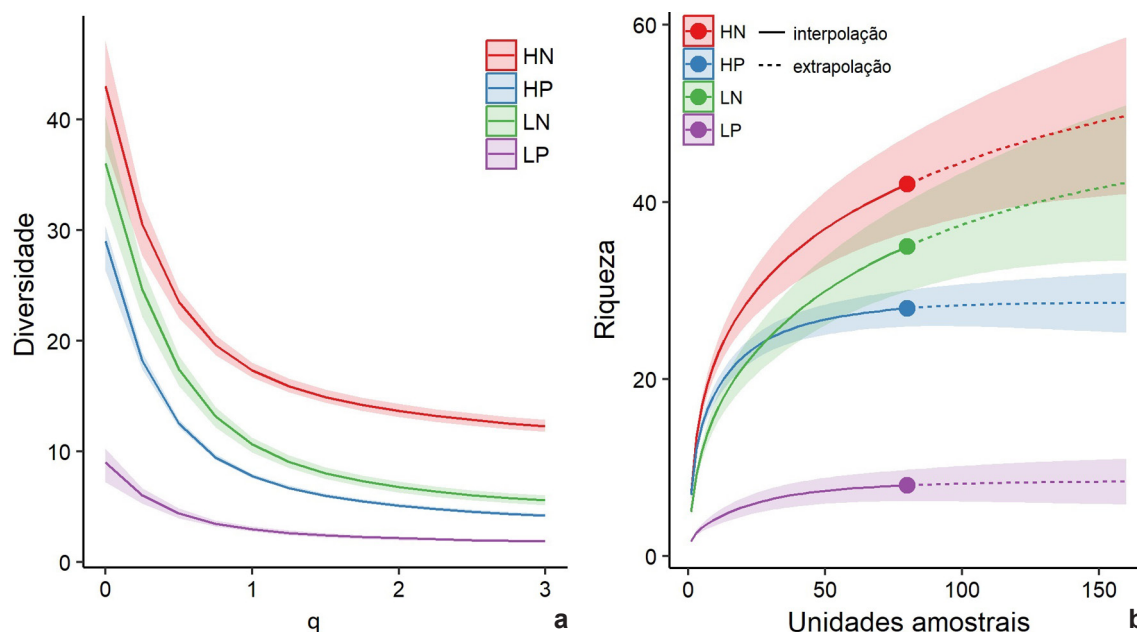 Diversidade
40
30
20
10
0
0
1
2
3
q
a
HN
HP
LN
LP
Riqueza
60
40
20
0
0
50
100
150
Unidades amostrais
b
HN
HP
LN
LP
interpolação
extrapolação